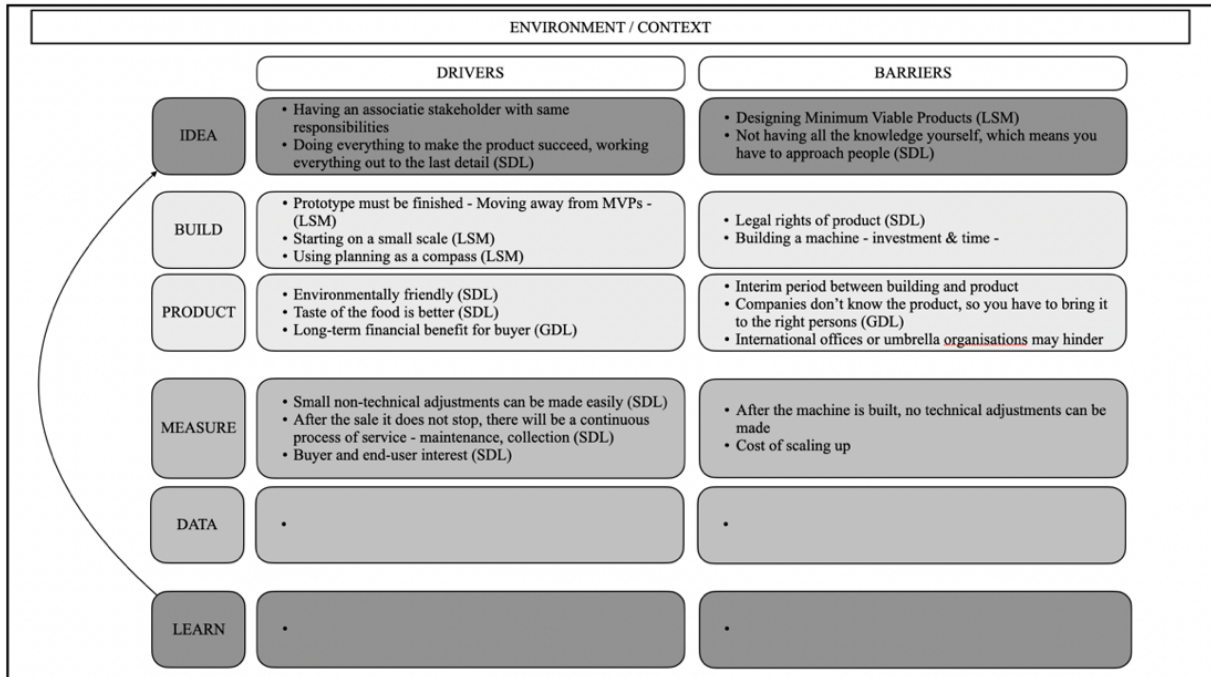 ENVIRONMENT / CONTEXT
DRIVERS
BARRIERS
IDEA
• Having an associatie stakeholder with same
responsibilities
• Doing everything to make the product succeed, working
everything out to the last detail (SDL)
• Designing Minimum Viable Products (LSM)
• Not having all the knowledge yourself, which means you
have to approach people (SDL)
BUILD
• Prototype must be finished - Moving away from MVPs -
(LSM)
• Starting on a small scale (LSM)
• Using planning as a compass (LSM)
• Legal rights of product (SDL)
• Building a machine - investment & time -
PRODUCT
• Environmentally friendly (SDL)
• Taste of the food is better (SDL)
• Long-term financial benefit for buyer (GDL)
• Interim period between building and product
• Companies don't know the product, so you have to bring it
to the right persons (GDL)
• International offices or umbrella organisations may hinder
MEASURE
• Small non-technical adjustments can be made easily (SDL)
• After the sale it does not stop, there will be a continuous
process of service - maintenance, collection (SDL)
• Buyer and end-user interest (SDL)
• After the machine is built, no technical adjustments can be
made
• Cost of scaling up
DATA
•
•
LEARN
•
•